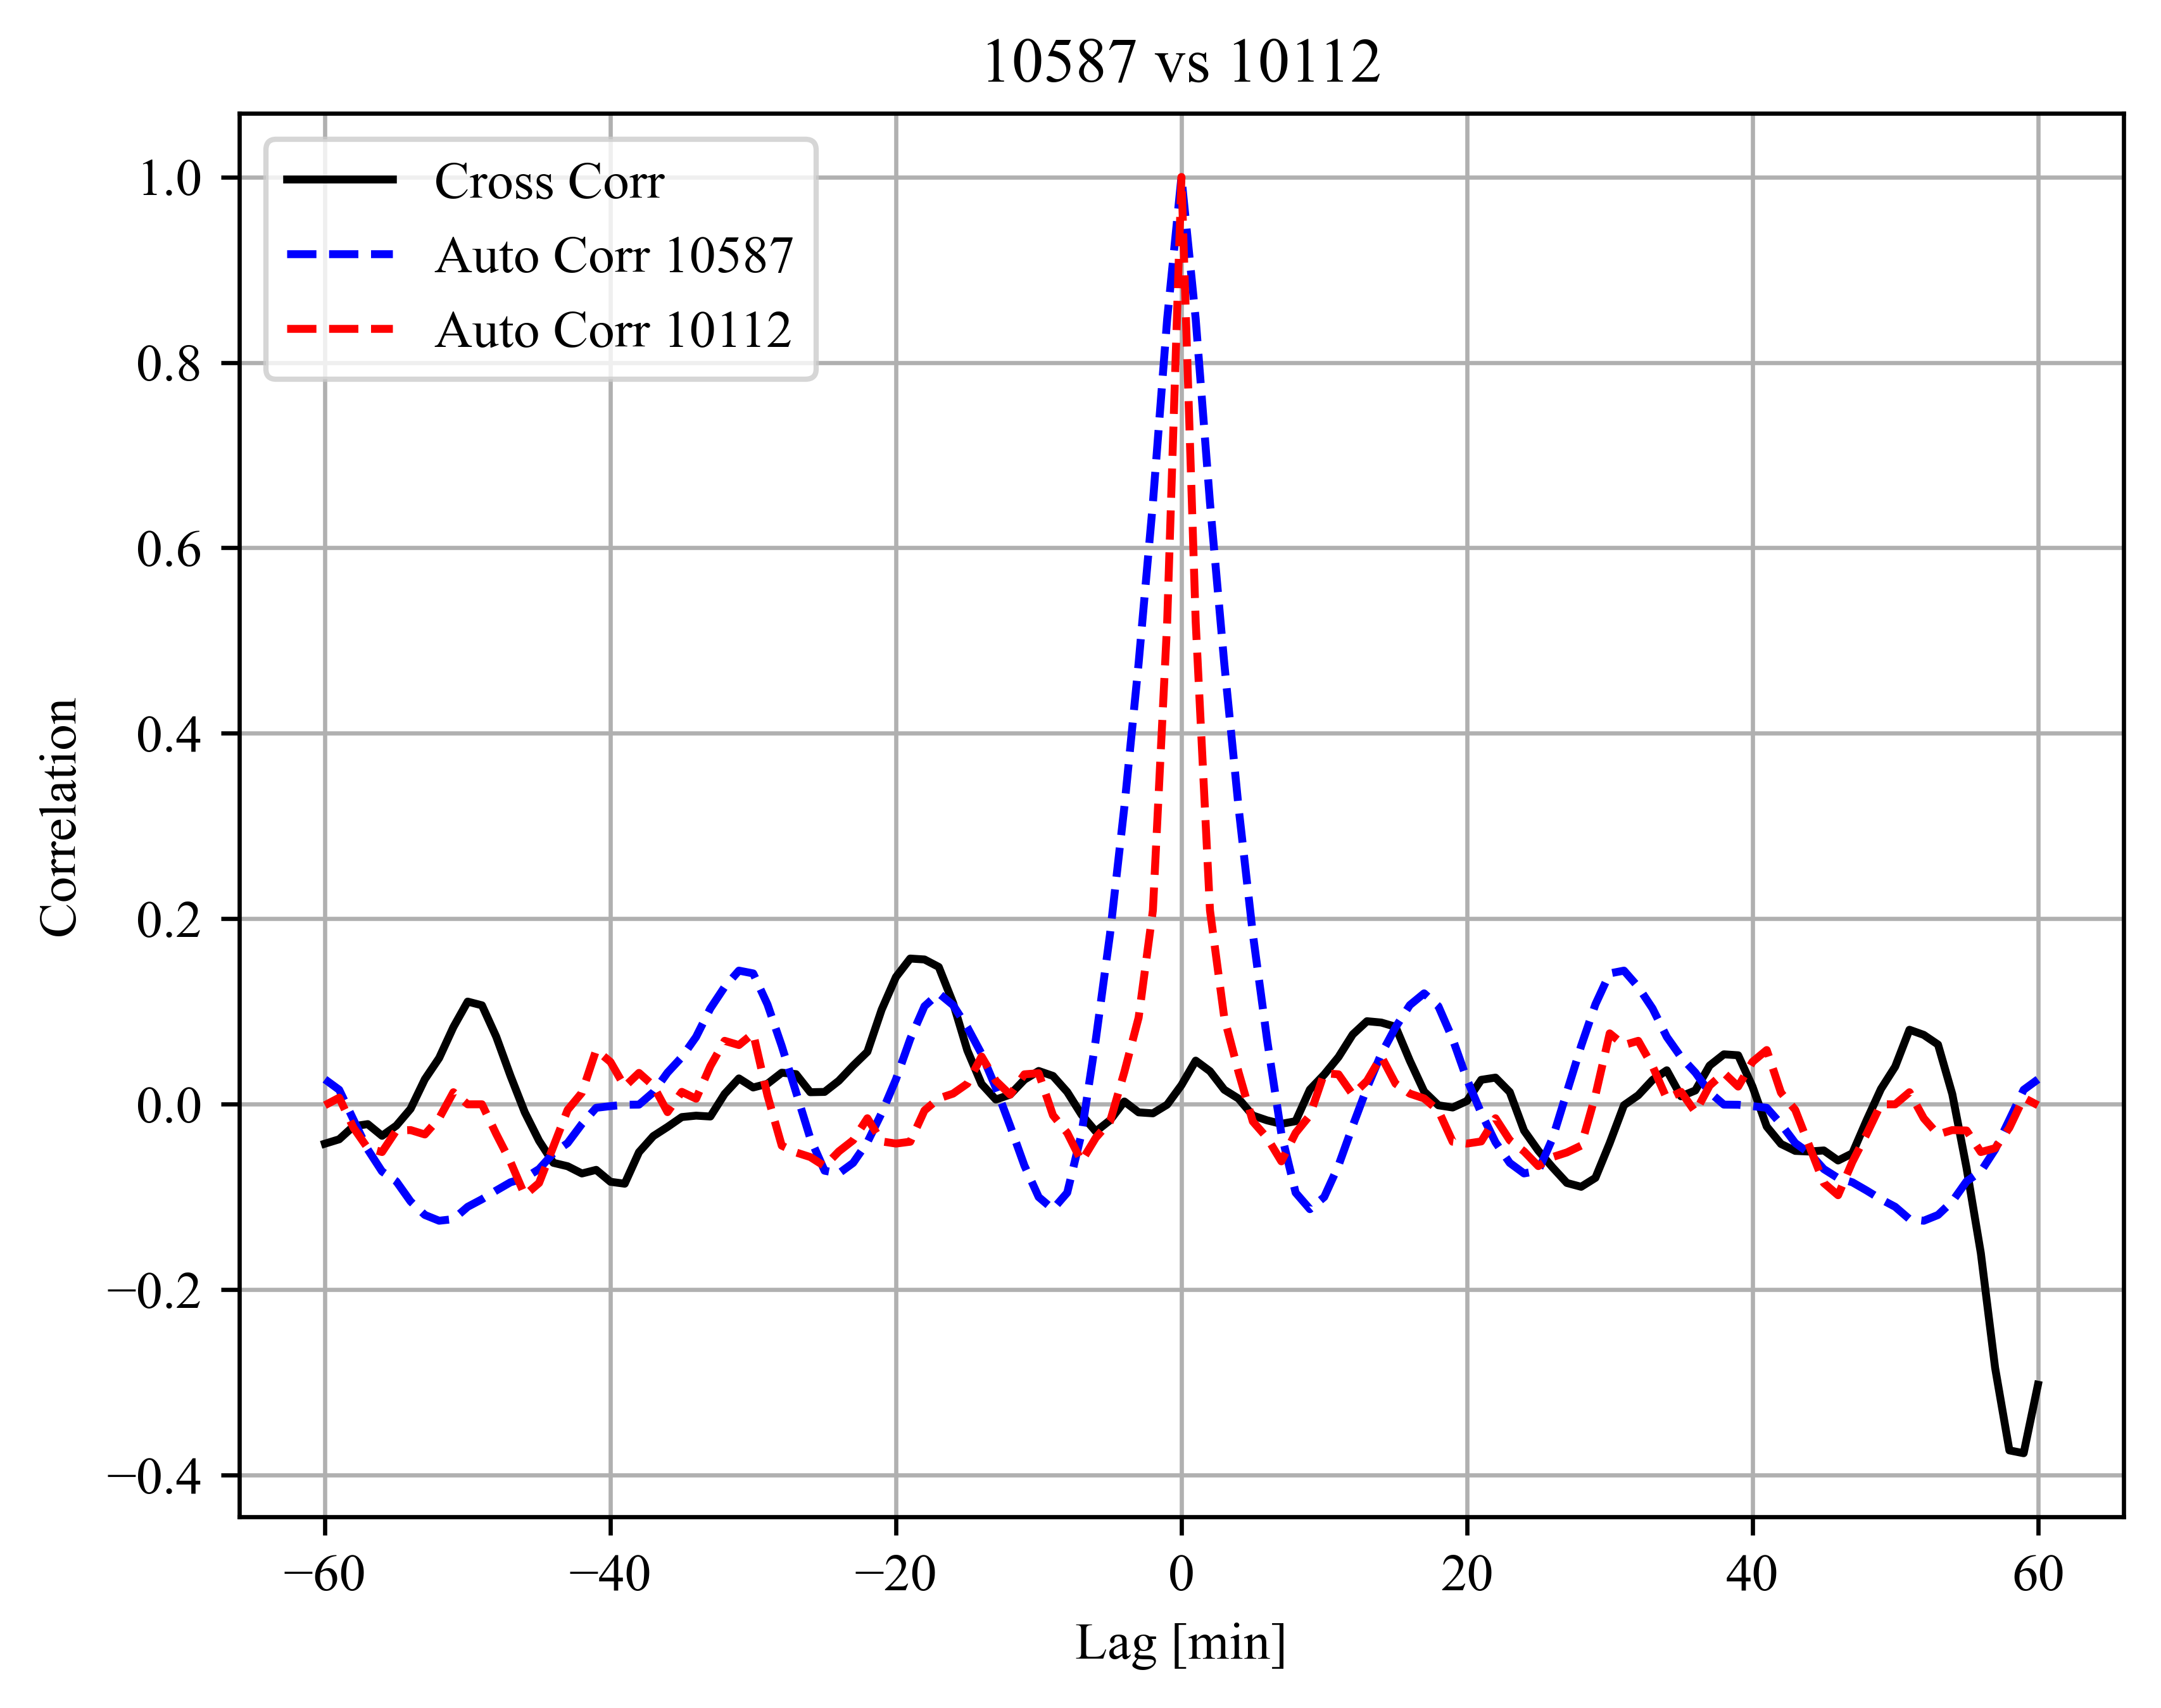 10587 vs 10112
Cross Corr
Auto Corr 10587
Auto Corr 10112
1.0
0.8
0.6
0.4
0.2
0.0
−0.2
−0.4
Correlation
−60 −40 −20 0 20 40 60
Lag [min]